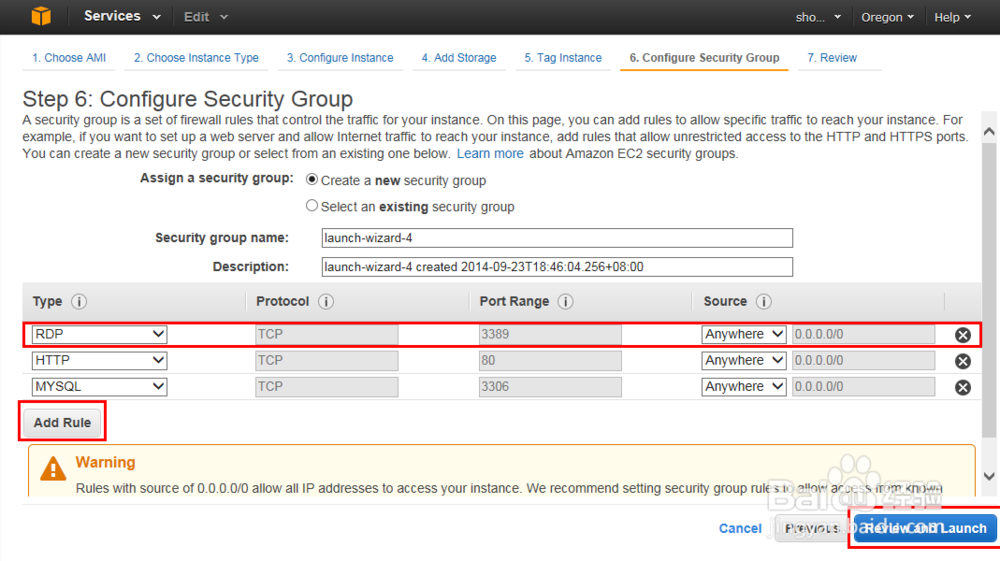 Services Edit sho... Oregon Help
1. Choose AMI 2. Choose Instance Type 3. Configure Instance 4. Add Storage 5. Tag Instance 6. Configure Security Group 7. Review
Step 6: Configure Security Group
A security group is a set of firewall rules that control the traffic for your instance. On this page, you can add rules to allow specific traffic to reach your instance. For
example, if you want to set up a web server and allow Internet traffic to reach your instance, add rules that allow unrestricted access to the HTTP and HTTPS ports.
You can create a new security group or select from an existing one below. Learn more about Amazon EC2 security groups.
Assign a security group: Create a new security group
Select an existing security group
Security group name: launch-wizard-4
Description: launch-wizard-4 created 2014-09-23T18:46:04.256+08:00
Type i Protocol i Port Range i Source i
RDP TCP 3389 Anywhere 0.0.0.0/0
HTTP TCP 80 Anywhere 0.0.0.0/0
MYSQL TCP 3306 Anywhere 0.0.0.0/0
Add Rule
Warning
Rules with source of 0.0.0.0/0 allow all IP addresses to access your instance. We recommend setting security group rules to allow access from known
Bai 经验
Cancel Previous Review and Launch
jingyan.baidu.com